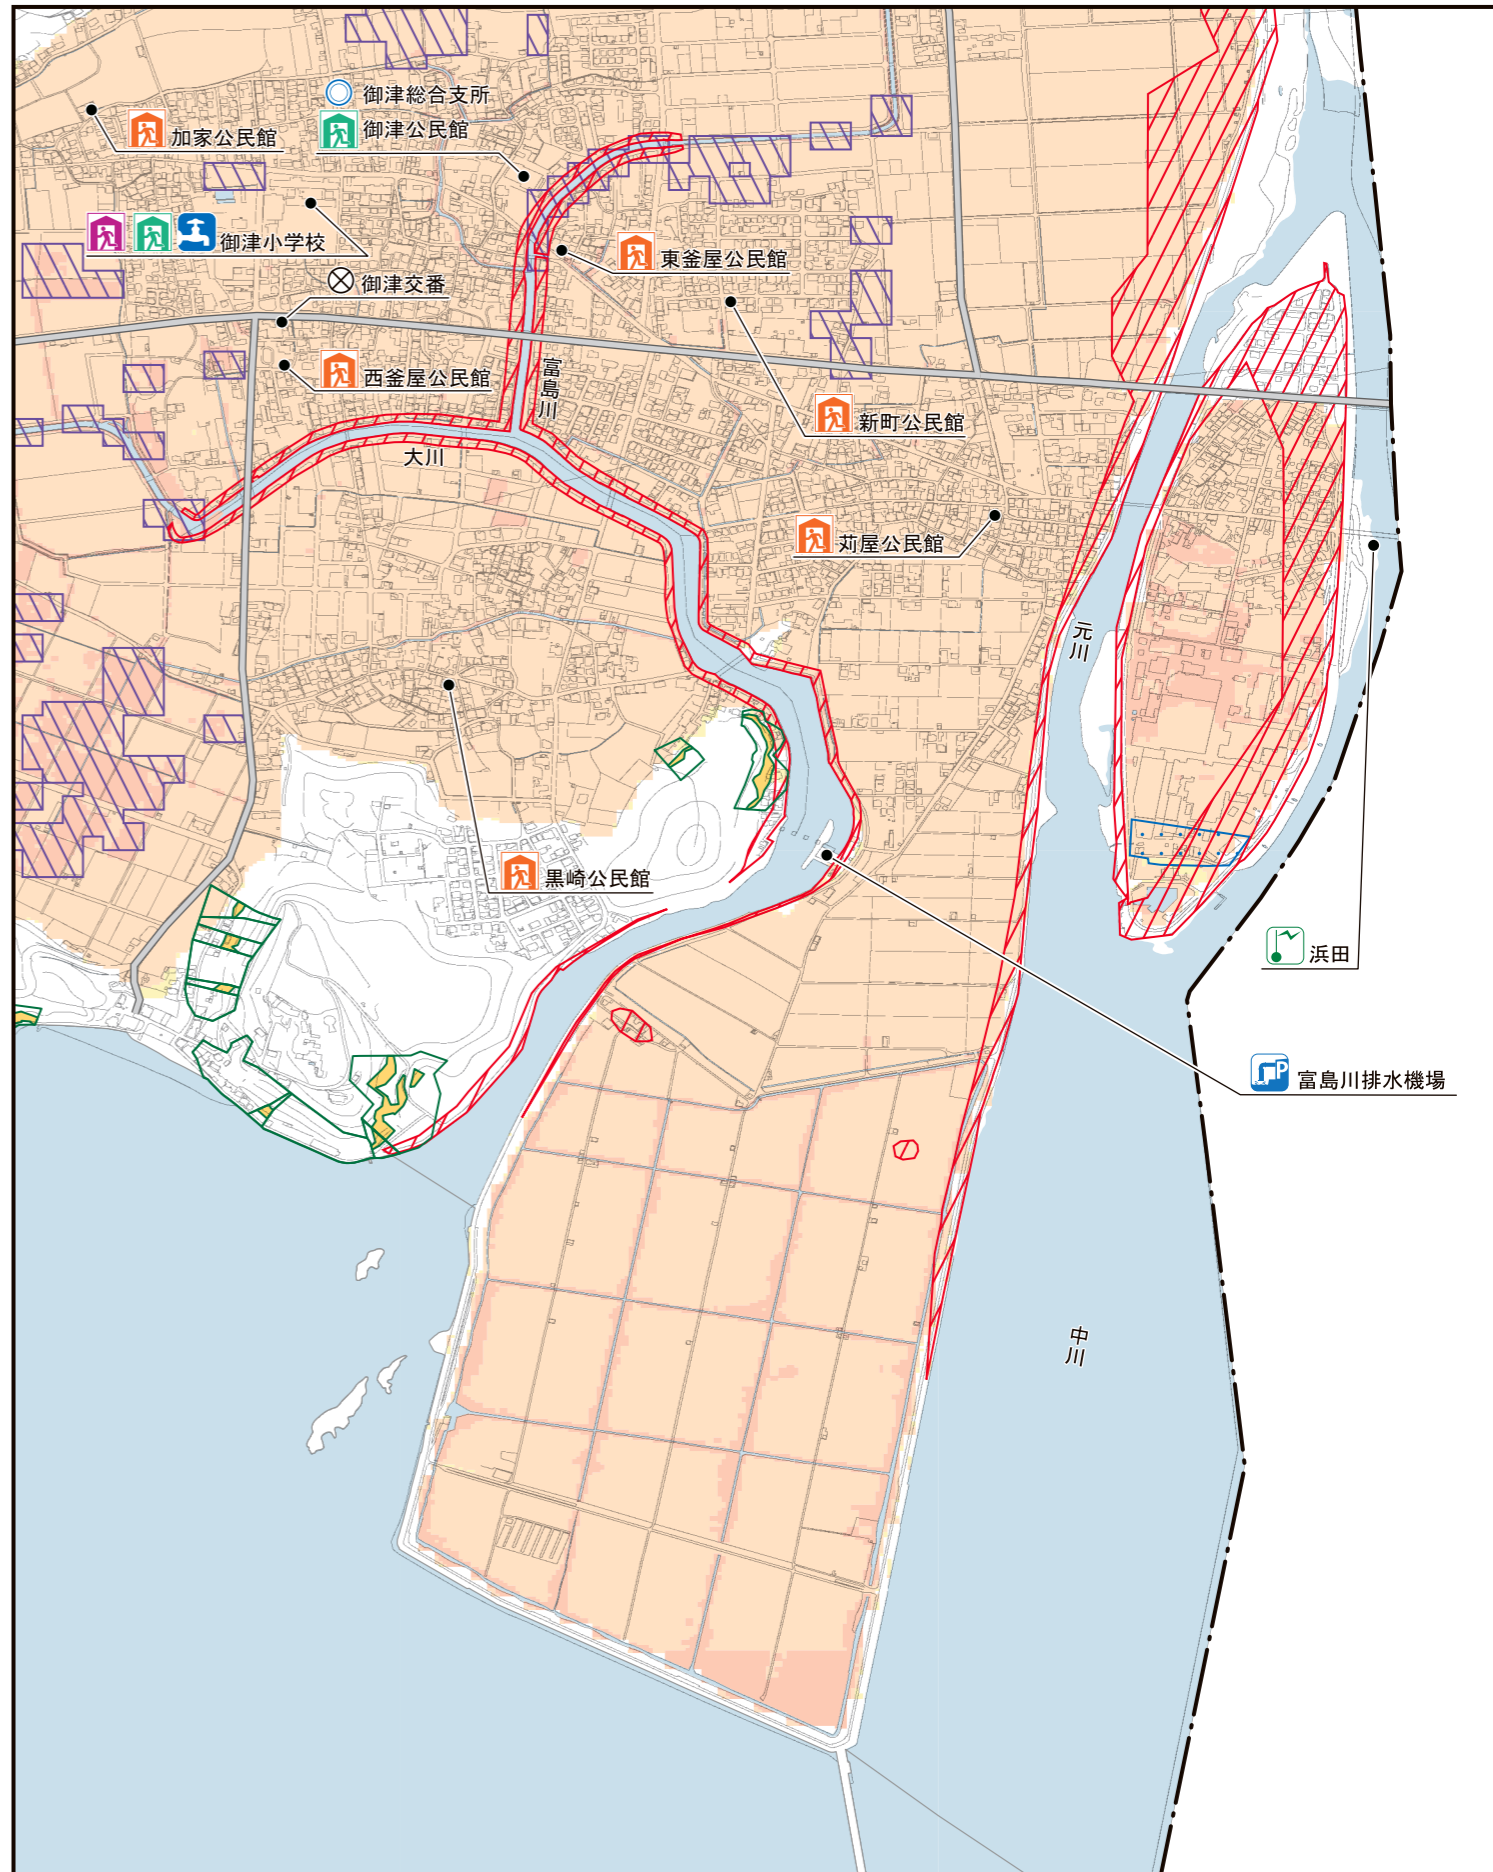 御津総合支所
御津公民館
加家公民館
御津小学校
東釜屋公民館
御津交番
西釜屋公民館
富島川
新町公民館
大川
苅屋公民館
元川
黒崎公民館
浜田
P
富島川排水機場
中川